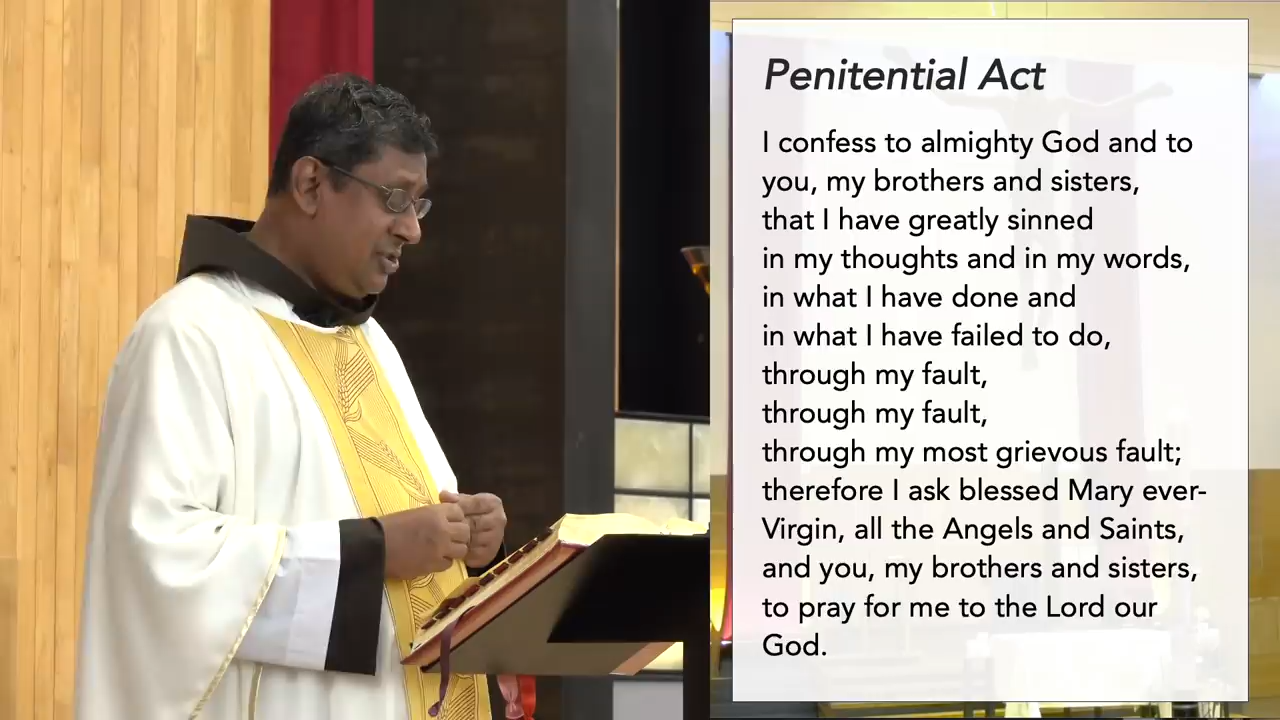 Penitential Act
I confess to almighty God and to
you, my brothers and sisters,
that I have greatly sinned
in my thoughts and in my words,
in what I have done and
in what I have failed to do,
through my fault,
through my fault,
through my most grievous fault;
therefore I ask blessed Mary ever-
Virgin, all the Angels and Saints,
and you, my brothers and sisters,
to pray for me to the Lord our
God.